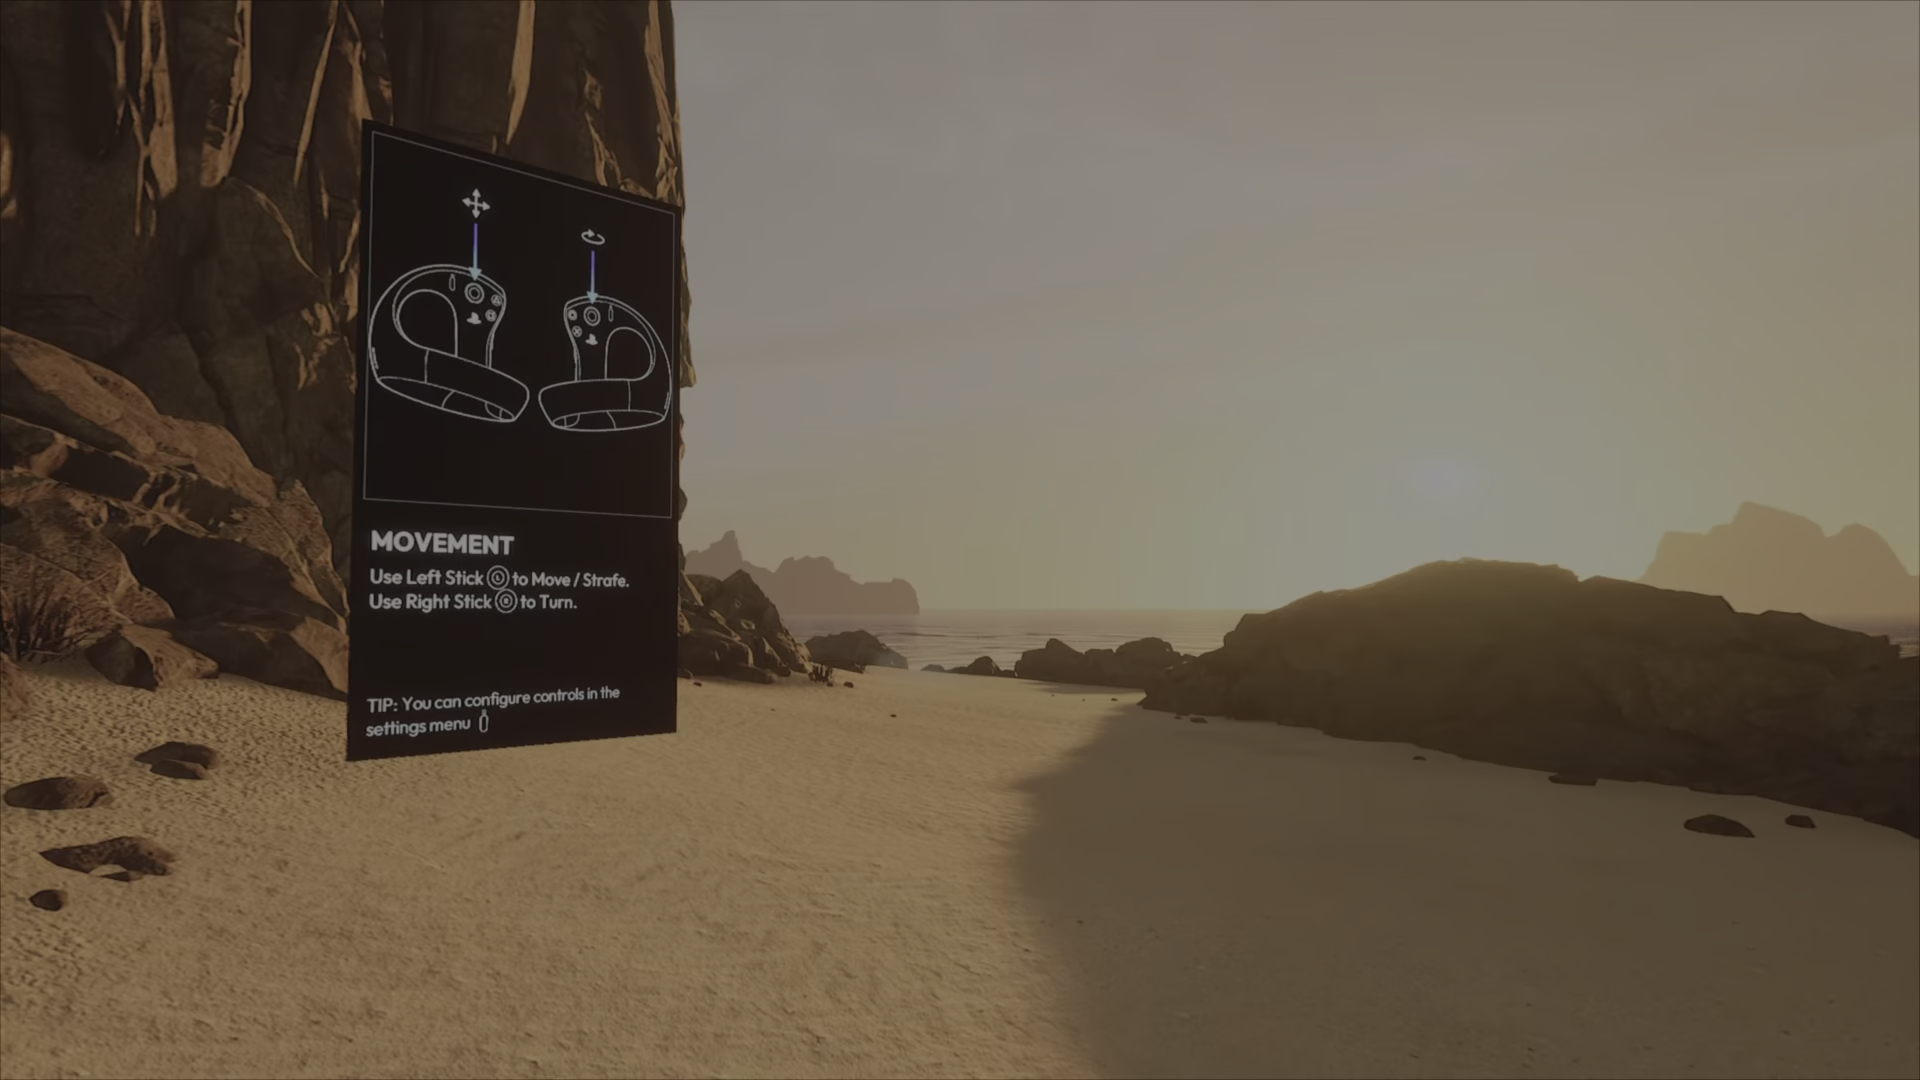 MOVEMENT
Use Left Stick Ⓛ to Move / Strafe.
Use Right Stick Ⓡ to Turn.
TIP: You can configure controls in the
settings menu